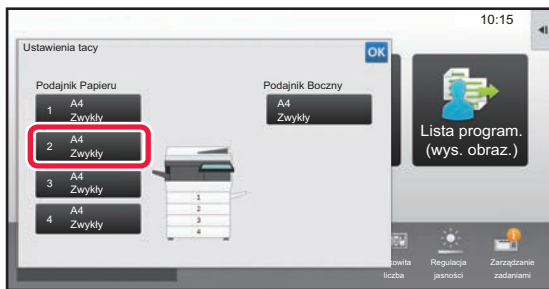 10:15
Ustawienia tacy
OK
Podajnik Papieru
Podajnik Boczny
1 A4
Zwykły
A4
Zwykły
2 A4
Zwykły
3 A4
Zwykły
4 A4
Zwykły
1
2
3
4
Lista program.
(wys. obraz.)
liczba
Regulacja
jasności
Zarządzanie
zadaniami